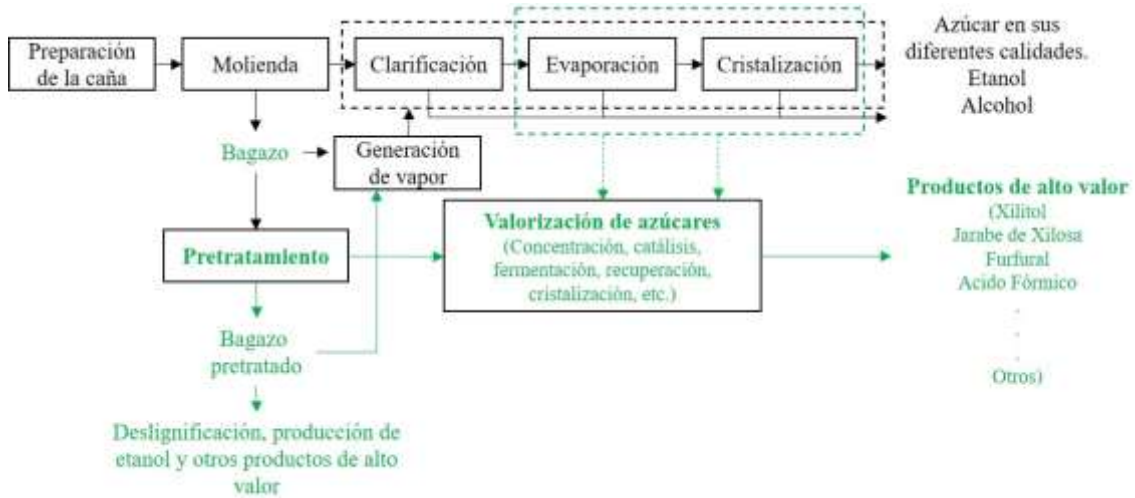 Preparación
de la caña
Molienda
Clarificación
Evaporación
Cristalización
Azúcar en sus
diferentes calidades.
Etanol
Alcohol
Bagazo
Generación
de vapor
Pretratamiento
Valorización de azúcares
(Concentración, catálisis,
fermentación, recuperación,
cristalización, etc.)
Productos de alto valor
(Xilitol
Jarabe de Xilosa
Furfural
Acido Fórmico
.
.
.
Otros)
Bagazo
pretratado
Deslignificación, producción de
etanol y otros productos de alto
valor